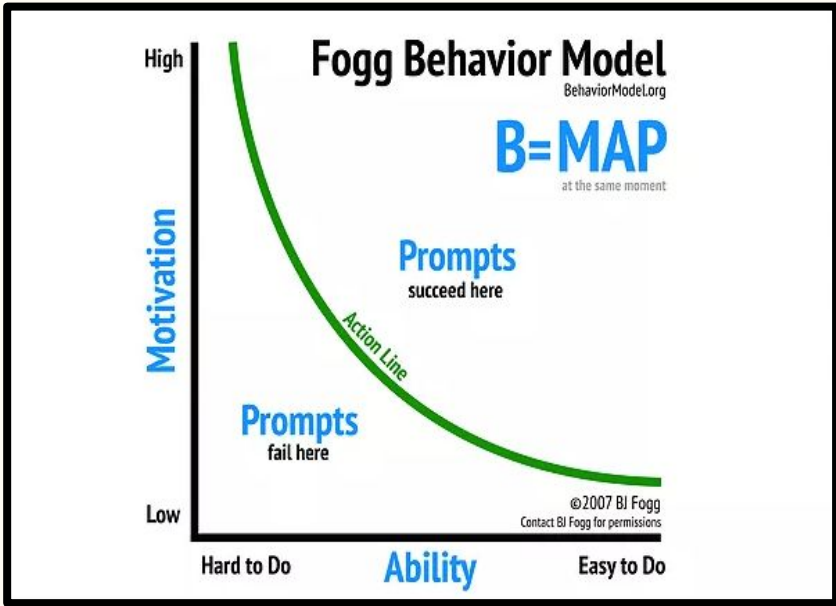 High
Fogg Behavior Model
BehaviorModel.org
B=MAP
at the same moment
Motivation
Prompts
succeed here
Action Line
Prompts
fail here
Low
©2007 BJ Fogg
Contact BJ Fogg for permissions
Hard to Do
Ability
Easy to Do